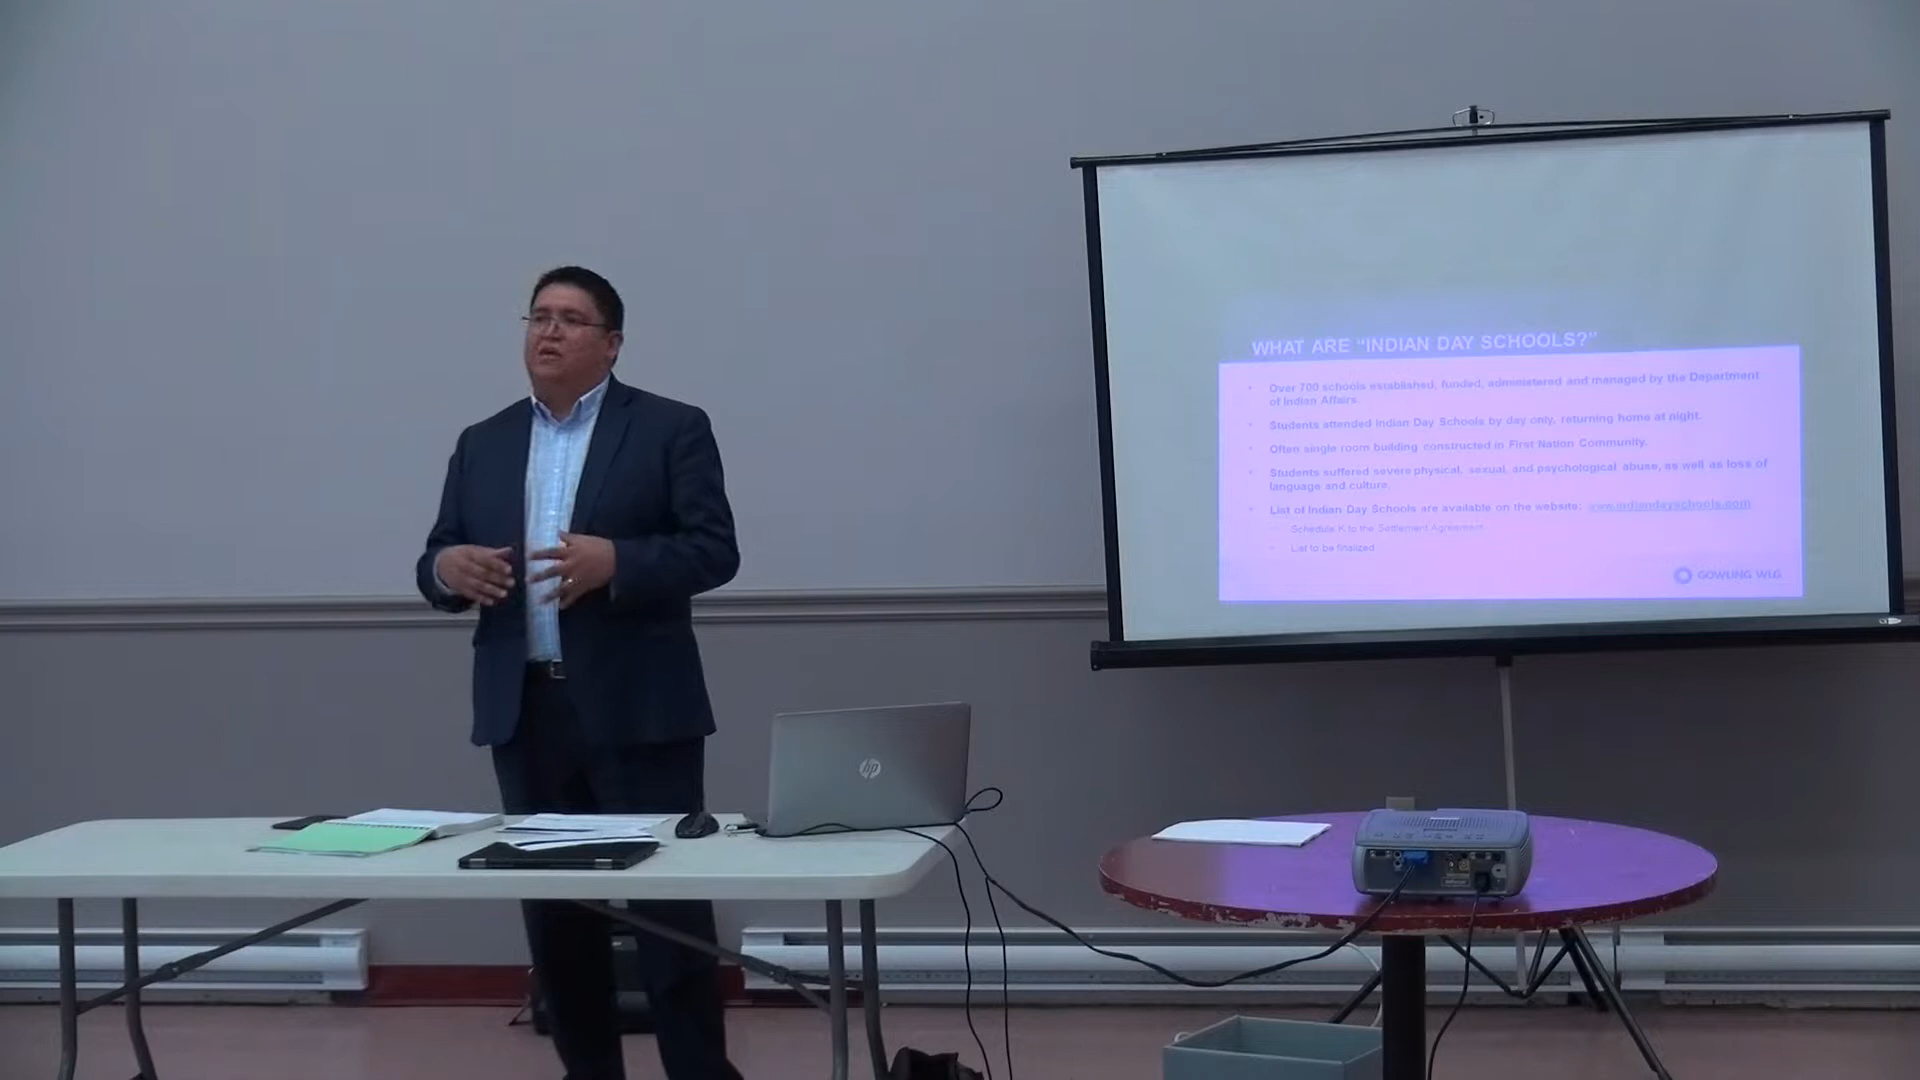 WHAT ARE “INDIAN DAY SCHOOLS?”
• Over 700 schools established, funded, administered and managed by the Department
of Indian Affairs.
• Students attended Indian Day Schools by day only, returning home at night.
• Often single room building constructed in First Nation Community.
• Students suffered severe physical, sexual, and psychological abuse, as well as loss of
language and culture.
• List of Indian Day Schools are available on the website: www.indiandayschools.com
– Schedule K to the Settlement Agreement
– List to be finalized
GOWLING WLG
hp